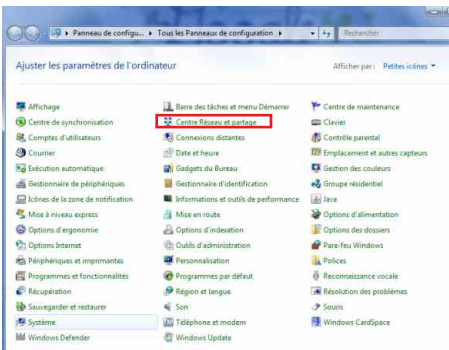 Panneau de configu... ▸ Tous les Panneaux de configuration ▸ Rechercher
Ajuster les paramètres de l'ordinateur Afficher par : Petites icônes
Affichage Barre des tâches et menu Démarrer Centre de maintenance
Centre de synchronisation Centre Réseau et partage Clavier
Comptes d'utilisateurs Connexions distantes Contrôle parental
Courrier Date et heure Emplacement et autres capteurs
Exécution automatique Gadgets du Bureau Gestion des couleurs
Gestionnaire de périphériques Gestionnaire d'identification Groupe résidentiel
Icônes de la zone de notification Informations et outils de performance Java
Mise à niveau express Mise en route Options d'alimentation
Options d'ergonomie Options d'indexation Options des dossiers
Options Internet Outils d'administration Pare-feu Windows
Périphériques et imprimantes Personnalisation Polices
Programmes et fonctionnalités Programmes par défaut Reconnaissance vocale
Récupération Région et langue Résolution des problèmes
Sauvegarder et restaurer Son Souris
Système Téléphone et modem Windows CardSpace
Windows Defender Windows Update